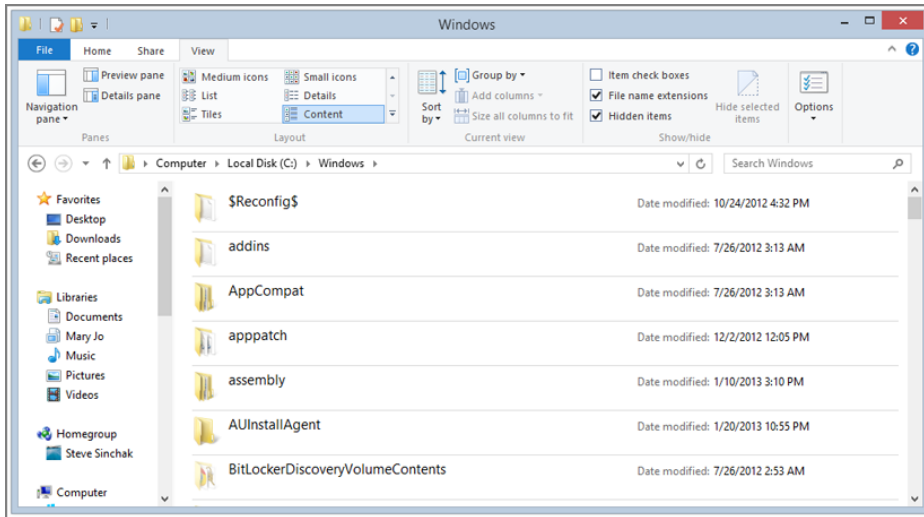 Windows
File Home Share View
Navigation pane
Preview pane
Details pane
Panes
Medium icons Small icons
List Details
Tiles Content
Layout
Sort by
Group by
Add columns
Size all columns to fit
Current view
Item check boxes
File name extensions
Hidden items
Hide selected items
Show/hide
Options
Computer Local Disk (C:) Windows
Search Windows
Favorites
Desktop
Downloads
Recent places
Libraries
Documents
Mary Jo
Music
Pictures
Videos
Homegroup
Steve Sinchak
Computer
$Reconfig$ Date modified: 10/24/2012 4:32 PM
addins Date modified: 7/26/2012 3:13 AM
AppCompat Date modified: 7/26/2012 3:13 AM
apppatch Date modified: 12/2/2012 12:05 PM
assembly Date modified: 1/10/2013 3:10 PM
AUInstallAgent Date modified: 1/20/2013 10:55 PM
BitLockerDiscoveryVolumeContents Date modified: 7/26/2012 2:53 AM